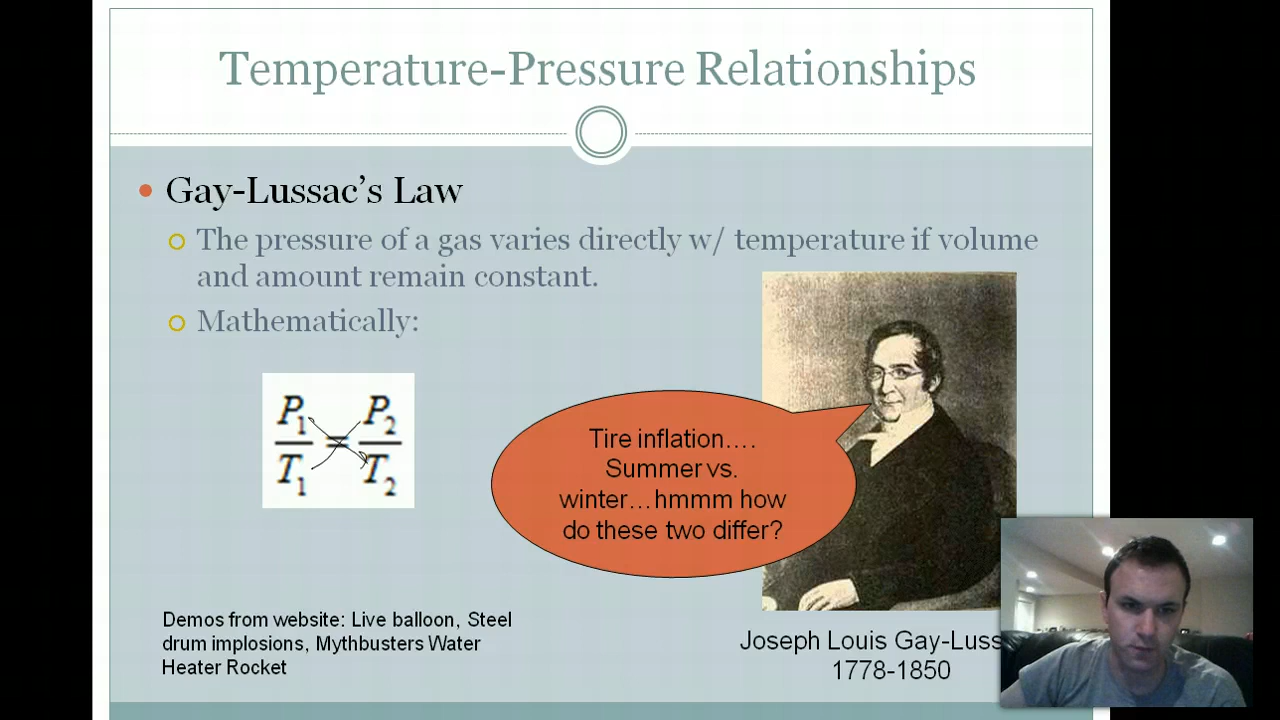 Temperature-Pressure Relationships
Gay-Lussac's Law
The pressure of a gas varies directly w/ temperature if volume
and amount remain constant.
Mathematically:
P1 = P2
T1 T2
Tire inflation….
Summer vs.
winter…hmmm how
do these two differ?
Demos from website: Live balloon, Steel
drum implosions, Mythbusters Water
Heater Rocket
Joseph Louis Gay-Luss
1778-1850